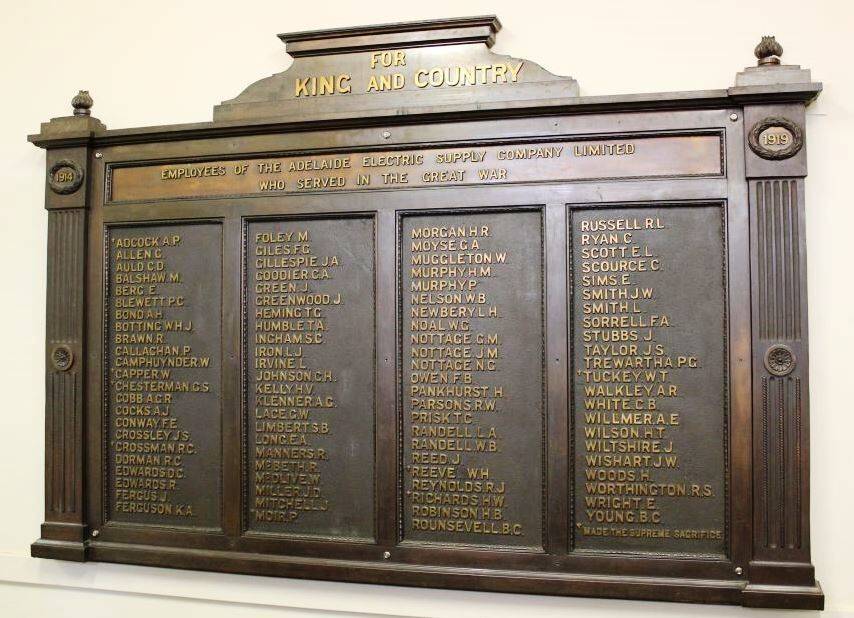 FOR
KING AND COUNTRY
1914
1919
EMPLOYEES OF THE ADELAIDE ELECTRIC SUPPLY COMPANY LIMITED
WHO SERVED IN THE GREAT WAR
*ADCOCK.A.P.
ALLEN C.
AULD C.D.
BALSHAW.M.
BERG E.
BLEWETT.P.C.
BOND A.H.
BOTTING W.H.J.
BRAWN.R.
CALLAGHAN.P.
CAMPHUYNDER.W.
*CAPPER.W.
*CHESTERMAN.G.S.
COBB.A.G.R.
COCKS.A.J.
CONWAY.F.E.
CROSSLEY.J.S.
*CROSSMAN.R.C.
DORMAN.R.C.
EDWARDS.D.C.
EDWARDS.R.
FERGUS.J.
FERGUSON.K.A.
FOLEY M.
GILES.F.G.
GILLESPIE.J.A.
GOODIER.C.A.
GREEN.J.
GREENWOOD.J.
HEMING.T.G.
HUMBLE.T.A.
INGHAM.S.C.
IRON.L.J.
IRVINE.L.
JOHNSON.C.H.
KELLY.H.V.
KLENNER.A.G.
LACE.G.W.
LIMBERT.S.B.
LONG.E.A.
MANNERS.R.
McBETH.R.
McOLIVE.W.
MILLER.J.D.
MITCHELL.J.
MOIR.P.
MORGAN.H.R.
MOYSE.G.A.
MUGGLETON.W.
MURPHY.H.M.
MURPHY.P.
NELSON.W.B.
NEWBERY.L.H.
NOAL.W.G.
NOTTAGE.G.M.
NOTTAGE.J.M.
NOTTAGE.N.G.
OWEN.F.B.
PANKHURST.H.
PARSONS.R.W.
PRISK.T.C.
RANDELL.L.A.
RANDELL.W.B.
REED.J.
*REEVE.W.H.
REYNOLDS.R.J.
*RICHARDS.H.W.
ROBINSON.H.B.
ROUNSEVELL.B.C.
RUSSELL R.L.
RYAN C.
SCOTT.E.L.
SCOURCE C.
SIMS.E.
SMITH.J.W.
SMITH.L.
SORRELL.F.A.
STUBBS.J.
TAYLOR.J.S.
TREWARTHA.P.G.
*TUCKEY.W.T.
WALKLEY.A.R.
WHITE.C.B.
WILLMER.A.E.
WILSON.H.T.
WILTSHIRE.J.
WISHART.J.W.
WOODS.H.
WORTHINGTON.R.S.
WRIGHT.E.
YOUNG.B.C.
*MADE THE SUPREME SACRIFICE